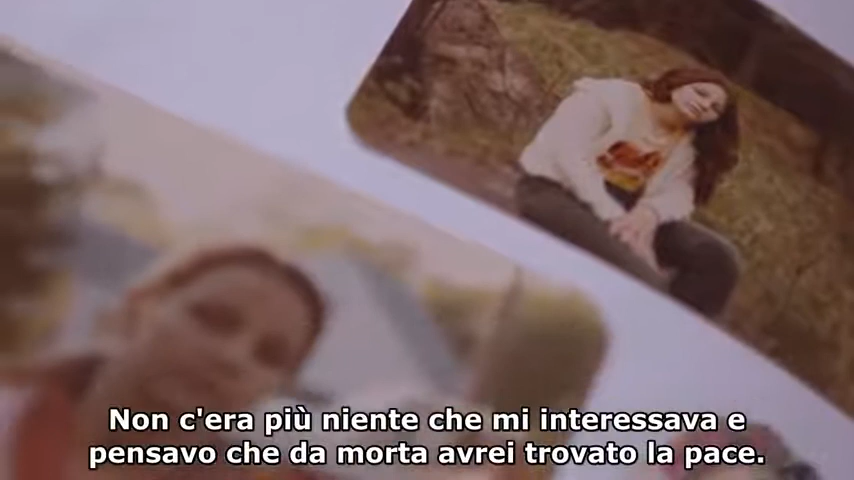 Non c'era più niente che mi interessava e
pensavo che da morta avrei trovato la pace.